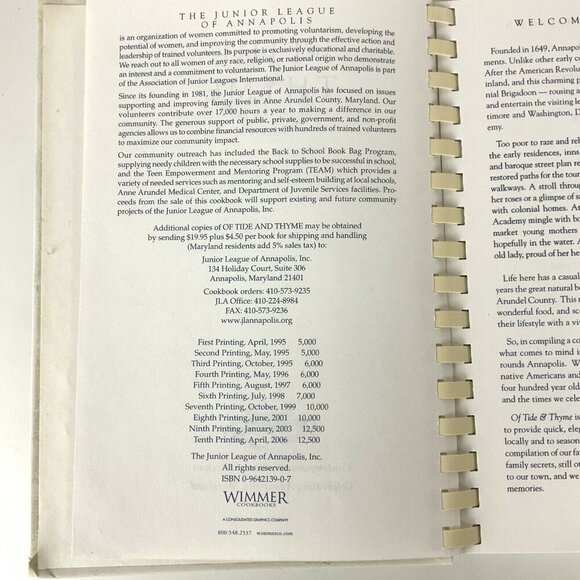 THE JUNIOR LEAGUE
OF ANNAPOLIS
is an organization of women committed to promoting voluntarism, developing the
potential of women, and improving the community through the effective action and
leadership of trained volunteers. Its purpose is exclusively educational and charitable.
We reach out to all women of any race, religion, or national origin who demonstrate
an interest and a commitment to voluntarism. The Junior League of Annapolis is part of
the Association of Junior Leagues International.
Since its founding in 1981, the Junior League of Annapolis has focused on issues
supporting and improving family lives in Anne Arundel County, Maryland. Our
volunteers contribute over 17,000 hours a year to making a difference in our
community. The generous support of public, private, government, and non-profit
agencies allows us to combine financial resources with hundreds of trained volunteers
to maximize our community impact.
Our community outreach has included the Back to School Book Bag Program,
supplying needy children with the necessary school supplies to be successful in school,
and the Teen Empowerment and Mentoring Program (TEAM) which provides a
variety of needed services such as mentoring and self-esteem building at local schools,
Anne Arundel Medical Center, and Department of Juvenile Services facilities. Pro-
ceeds from the sale of this cookbook will support existing and future community
projects of the Junior League of Annapolis, Inc.
Additional copies of OF TIDE AND THYME may be obtained
by sending $19.95 plus $4.50 per book for shipping and handling
(Maryland residents add 5% sales tax) to:
Junior League of Annapolis, Inc.
134 Holiday Court, Suite 306
Annapolis, Maryland 21401
Cookbook orders: 410-573-9235
JLA Office: 410-224-8984
FAX: 410-573-9236
www.jlannapolis.org
First Printing, April, 1995 5,000
Second Printing, May, 1995 5,000
Third Printing, October, 1995 6,000
Fourth Printing, May, 1996 6,000
Fifth Printing, August, 1997 6,000
Sixth Printing, July, 1998 7,000
Seventh Printing, October, 1999 10,000
Eighth Printing, June, 2001 10,000
Ninth Printing, January, 2003 12,500
Tenth Printing, April, 2006 12,500
The Junior League of Annapolis, Inc.
All rights reserved.
ISBN 0-9642139-0-7
WIMMER
COOKBOOKS
A CONSOLIDATED GRAPHICS COMPANY
800.548.2537 wimmerco.com
WELCOM
Founded in 1649, Annapo
ments. Unlike other early co
After the American Revolu
inland, and this charming p
nial Brigadoon — rousing a
and entertain the visiting le
timore and Washington, D
emy.
Too poor to raze and reb
the early residences, inns
and baroque street plan re
restored paths for the tour
walkways. A stroll throug
her roses or a glimpse of sa
with colonial homes. At
Academy mingle with bo
market young mothers
hopefully in the water. A
old lady, proud of her he
Life here has a casual
years the great natural b
Arundel County. This n
wonderful food, and sc
their lifestyle with a viv
So, in compiling a co
what comes to mind i
rounds Annapolis. W
native Americans and
four hundred year old
and the times we cele
Of Tide & Thyme is
to provide quick, eleg
locally and to season
compilation of our fa
family secrets, still ot
to our town, and we
memories.